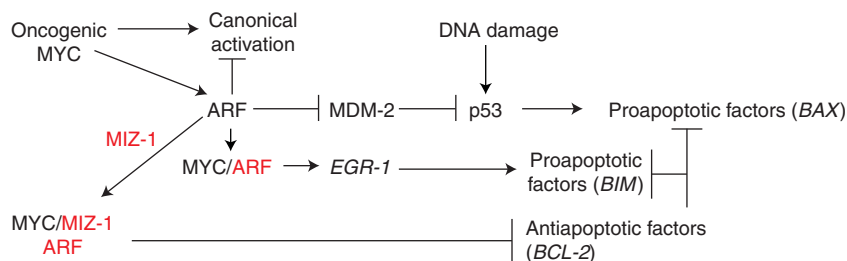 Oncogenic
MYC
Canonical
activation
DNA damage
ARF
MDM-2
p53
Proapoptotic factors (BAX)
MIZ-1
MYC/ARF
EGR-1
Proapoptotic
factors (BIM)
MYC/MIZ-1
ARF
Antiapoptotic factors
(BCL-2)